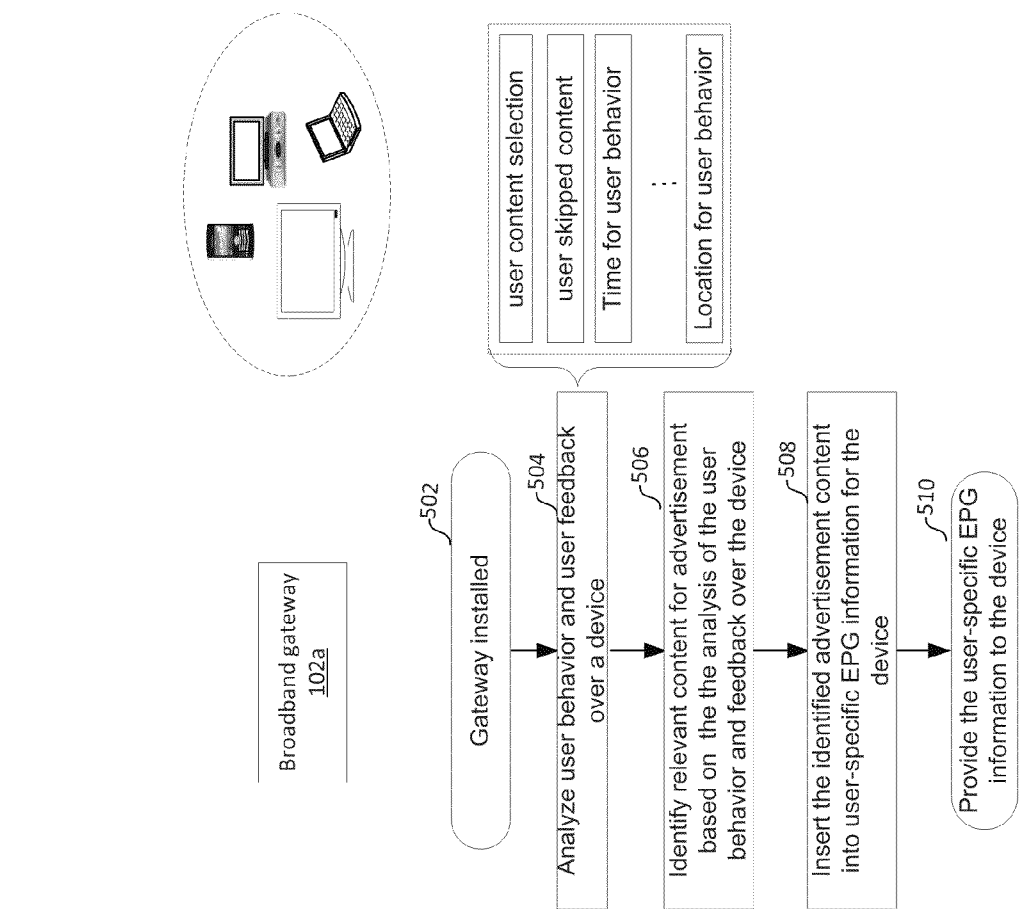 Broadband gateway
102a
502
Gateway installed
504
Analyze user behavior and user feedback
over a device
user content selection
user skipped content
Time for user behavior
...
Location for user behavior
506
Identify relevant content for advertisement
based on the the analysis of the user
behavior and feedback over the device
508
Insert the identified advertisement content
into user-specific EPG information for the
device
510
Provide the user-specific EPG
information to the device